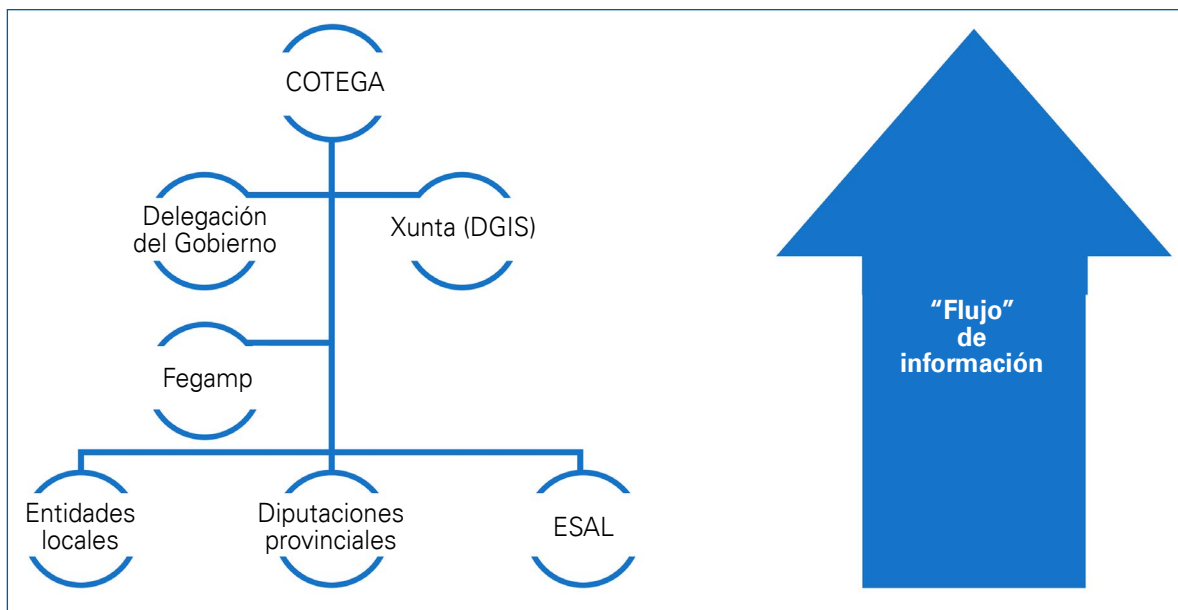 COTEGA
Delegación
del Gobierno
Xunta (DGIS)
Fegamp
Entidades
locales
Diputaciones
provinciales
ESAL
“Flujo”
de
información